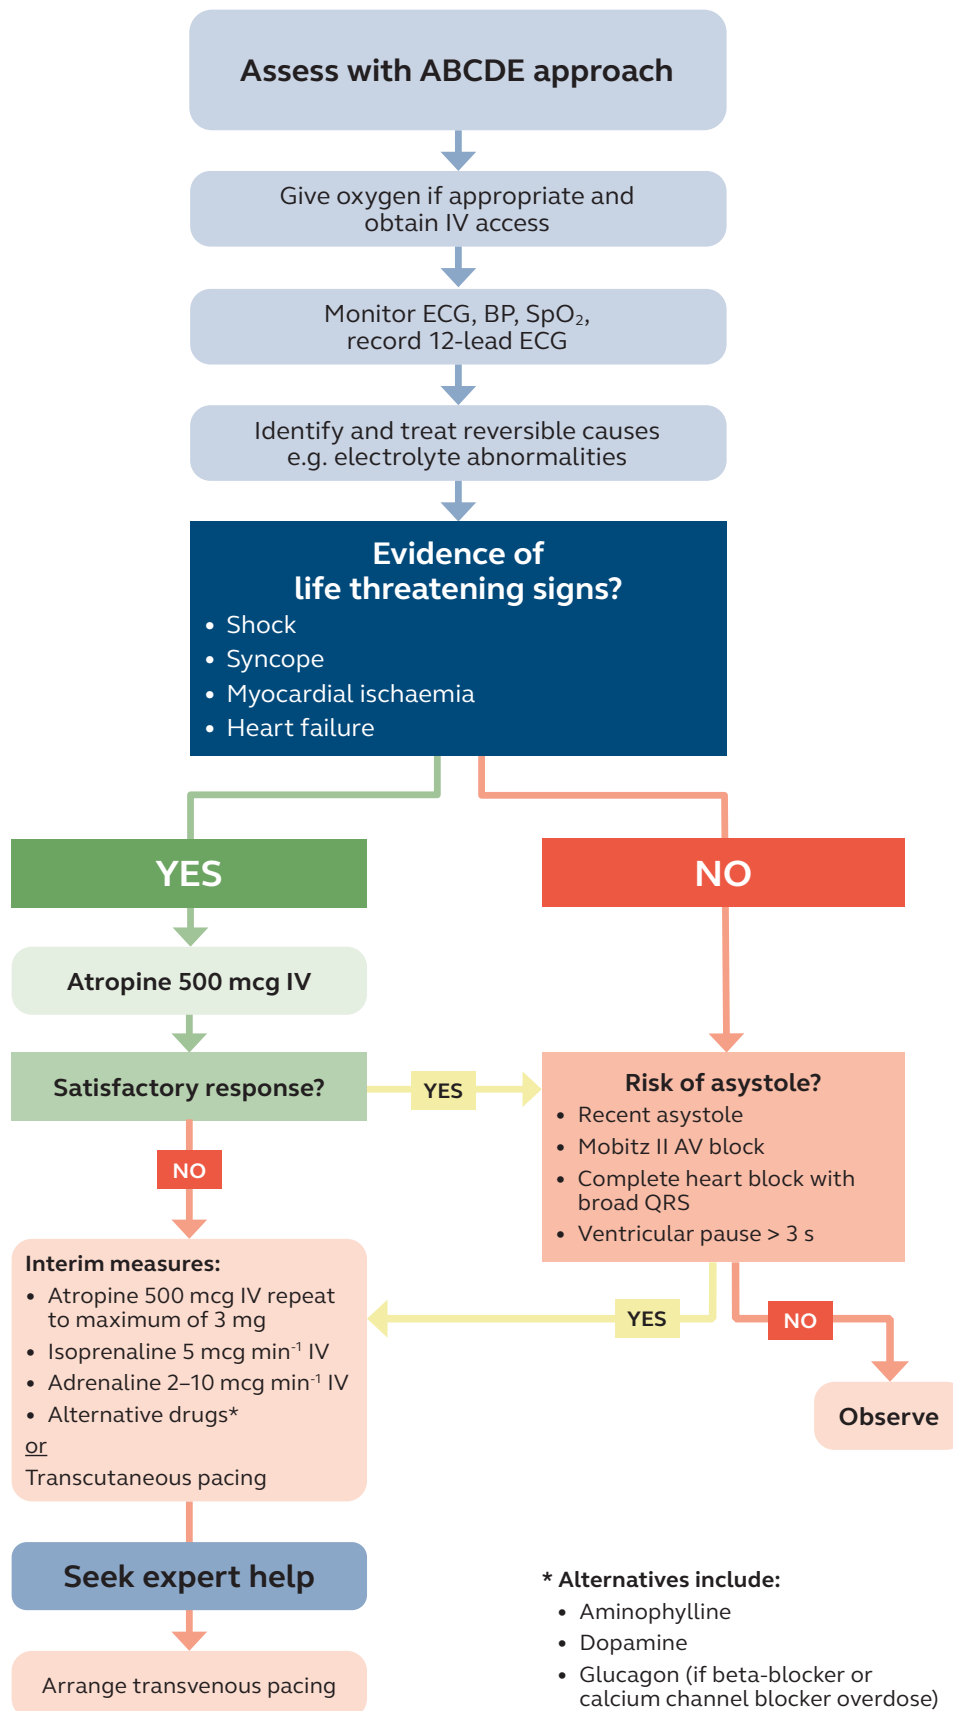 Assess with ABCDE approach
Give oxygen if appropriate and
obtain IV access
Monitor ECG, BP, SpO₂,
record 12-lead ECG
Identify and treat reversible causes
e.g. electrolyte abnormalities
Evidence of
life threatening signs?
• Shock
• Syncope
• Myocardial ischaemia
• Heart failure
YES
NO
Atropine 500 mcg IV
Satisfactory response?
YES
Risk of asystole?
• Recent asystole
• Mobitz II AV block
• Complete heart block with
broad QRS
• Ventricular pause > 3 s
NO
Interim measures:
• Atropine 500 mcg IV repeat
to maximum of 3 mg
• Isoprenaline 5 mcg min⁻¹ IV
• Adrenaline 2–10 mcg min⁻¹ IV
• Alternative drugs*
or
Transcutaneous pacing
YES
NO
Observe
Seek expert help
Arrange transvenous pacing
* Alternatives include:
• Aminophylline
• Dopamine
• Glucagon (if beta-blocker or
calcium channel blocker overdose)